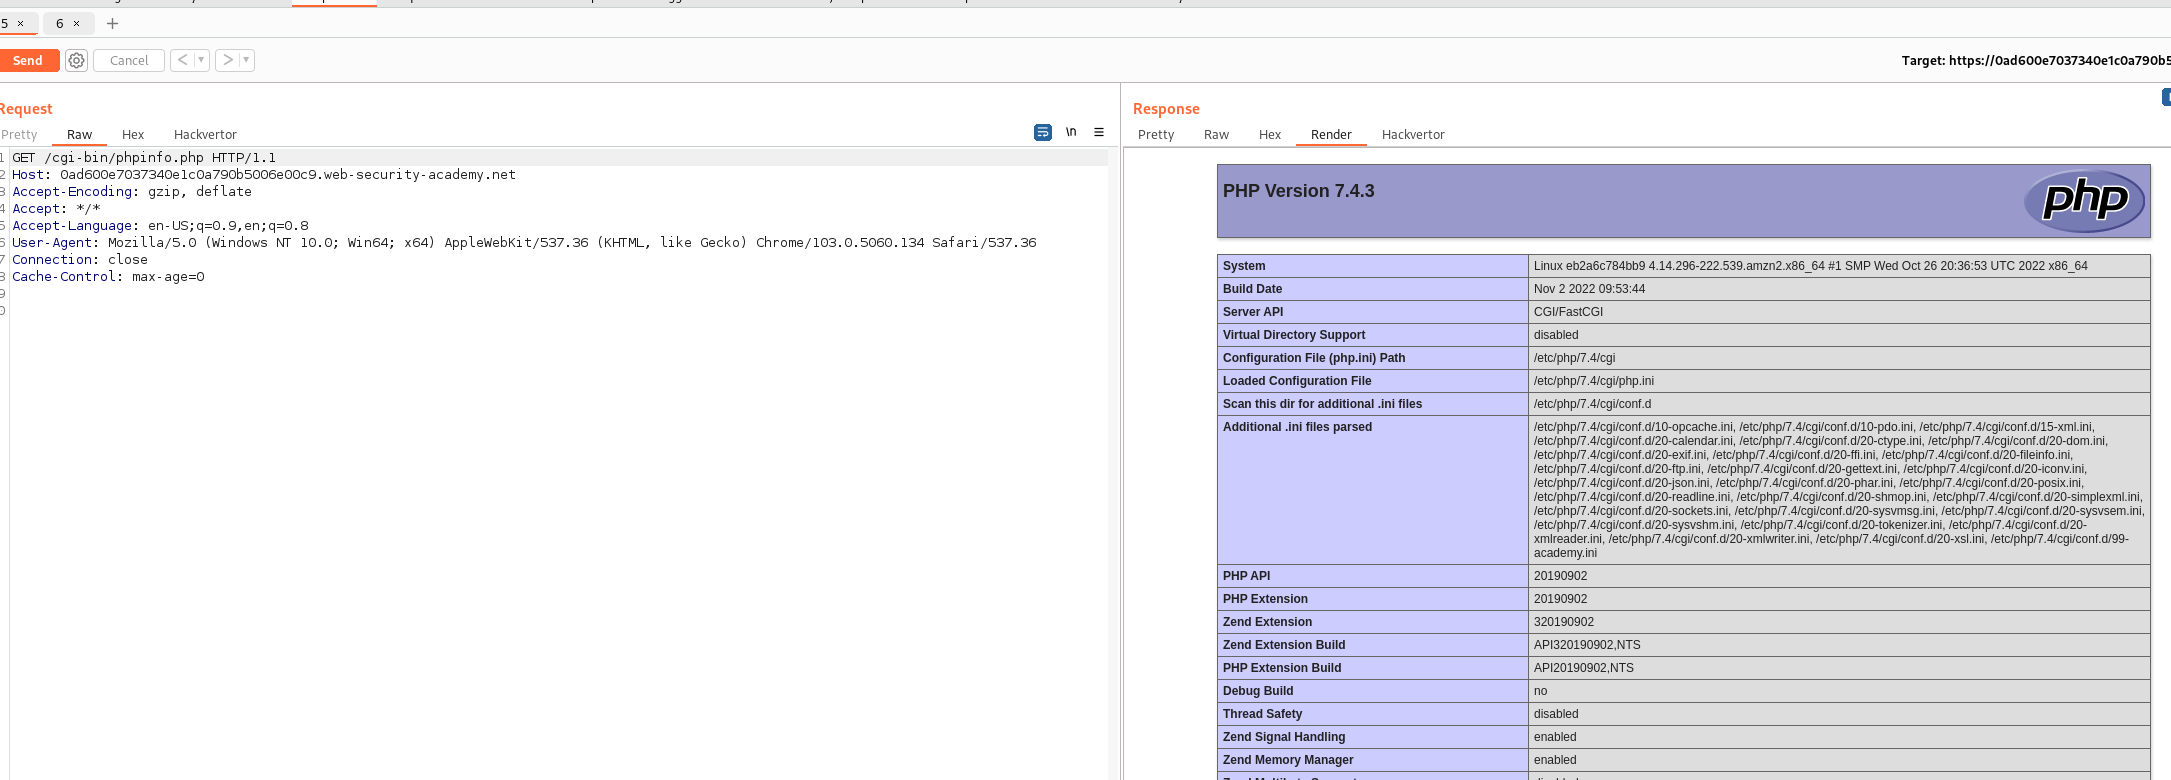 5 × 6 × +
Send Cancel < ▼ > ▼
Target: https://0ad600e7037340e1c0a790b5
Request
Pretty Raw Hex Hackvertor \n ≡
1 GET /cgi-bin/phpinfo.php HTTP/1.1
2 Host: 0ad600e7037340e1c0a790b5006e00c9.web-security-academy.net
3 Accept-Encoding: gzip, deflate
4 Accept: */*
5 Accept-Language: en-US;q=0.9,en;q=0.8
6 User-Agent: Mozilla/5.0 (Windows NT 10.0; Win64; x64) AppleWebKit/537.36 (KHTML, like Gecko) Chrome/103.0.5060.134 Safari/537.36
7 Connection: close
8 Cache-Control: max-age=0
9
0
Response
Pretty Raw Hex Render Hackvertor
PHP Version 7.4.3
php
System Linux eb2a6c784bb9 4.14.296-222.539.amzn2.x86_64 #1 SMP Wed Oct 26 20:36:53 UTC 2022 x86_64
Build Date Nov 2 2022 09:53:44
Server API CGI/FastCGI
Virtual Directory Support disabled
Configuration File (php.ini) Path /etc/php/7.4/cgi
Loaded Configuration File /etc/php/7.4/cgi/php.ini
Scan this dir for additional .ini files /etc/php/7.4/cgi/conf.d
Additional .ini files parsed /etc/php/7.4/cgi/conf.d/10-opcache.ini, /etc/php/7.4/cgi/conf.d/10-pdo.ini, /etc/php/7.4/cgi/conf.d/15-xml.ini,
/etc/php/7.4/cgi/conf.d/20-calendar.ini, /etc/php/7.4/cgi/conf.d/20-ctype.ini, /etc/php/7.4/cgi/conf.d/20-dom.ini,
/etc/php/7.4/cgi/conf.d/20-exif.ini, /etc/php/7.4/cgi/conf.d/20-ffi.ini, /etc/php/7.4/cgi/conf.d/20-fileinfo.ini,
/etc/php/7.4/cgi/conf.d/20-ftp.ini, /etc/php/7.4/cgi/conf.d/20-gettext.ini, /etc/php/7.4/cgi/conf.d/20-iconv.ini,
/etc/php/7.4/cgi/conf.d/20-json.ini, /etc/php/7.4/cgi/conf.d/20-phar.ini, /etc/php/7.4/cgi/conf.d/20-posix.ini,
/etc/php/7.4/cgi/conf.d/20-readline.ini, /etc/php/7.4/cgi/conf.d/20-shmop.ini, /etc/php/7.4/cgi/conf.d/20-simplexml.ini,
/etc/php/7.4/cgi/conf.d/20-sockets.ini, /etc/php/7.4/cgi/conf.d/20-sysvmsg.ini, /etc/php/7.4/cgi/conf.d/20-sysvsem.ini,
/etc/php/7.4/cgi/conf.d/20-sysvshm.ini, /etc/php/7.4/cgi/conf.d/20-tokenizer.ini, /etc/php/7.4/cgi/conf.d/20-
xmlreader.ini, /etc/php/7.4/cgi/conf.d/20-xmlwriter.ini, /etc/php/7.4/cgi/conf.d/20-xsl.ini, /etc/php/7.4/cgi/conf.d/99-
academy.ini
PHP API 20190902
PHP Extension 20190902
Zend Extension 320190902
Zend Extension Build API320190902,NTS
PHP Extension Build API20190902,NTS
Debug Build no
Thread Safety disabled
Zend Signal Handling enabled
Zend Memory Manager enabled